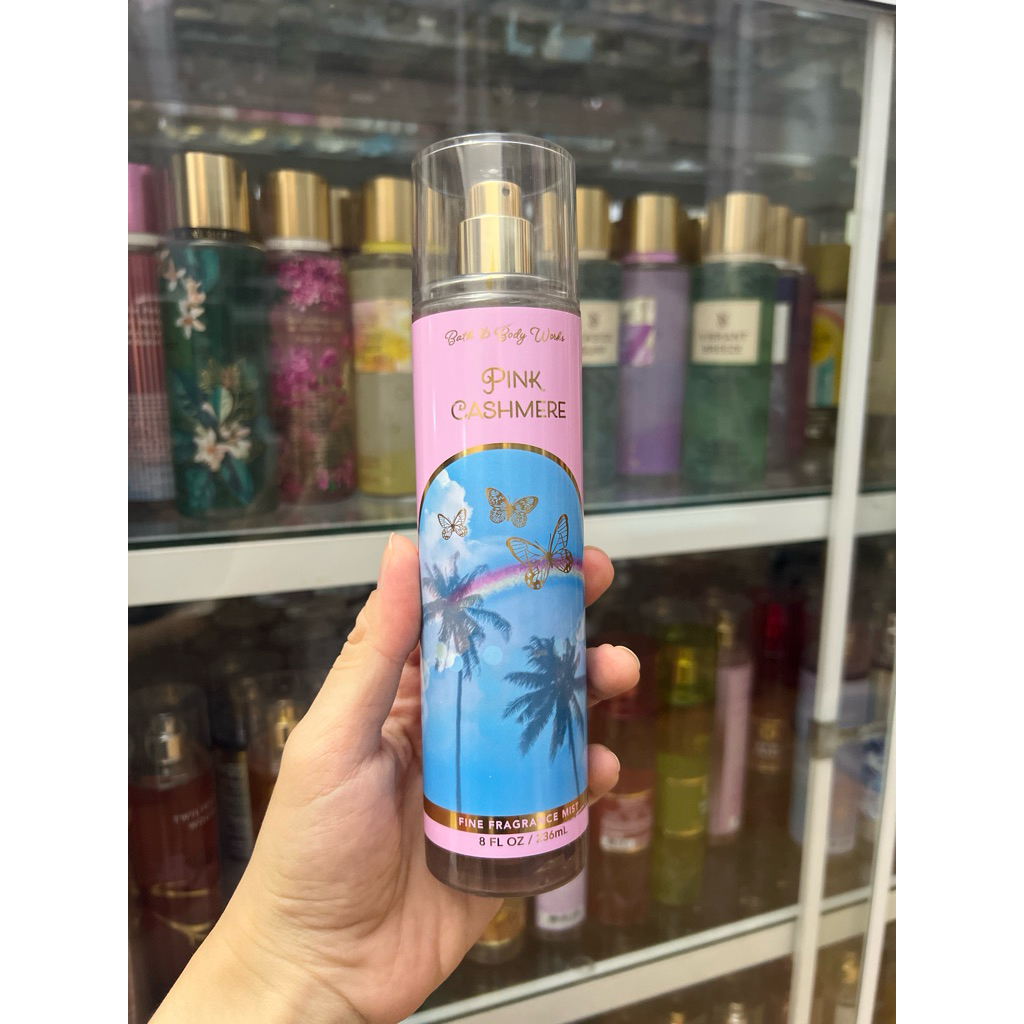 Bath & Body Works
PINK
CASHMERE
FINE FRAGRANCE MIST
8 FL OZ / 236mL